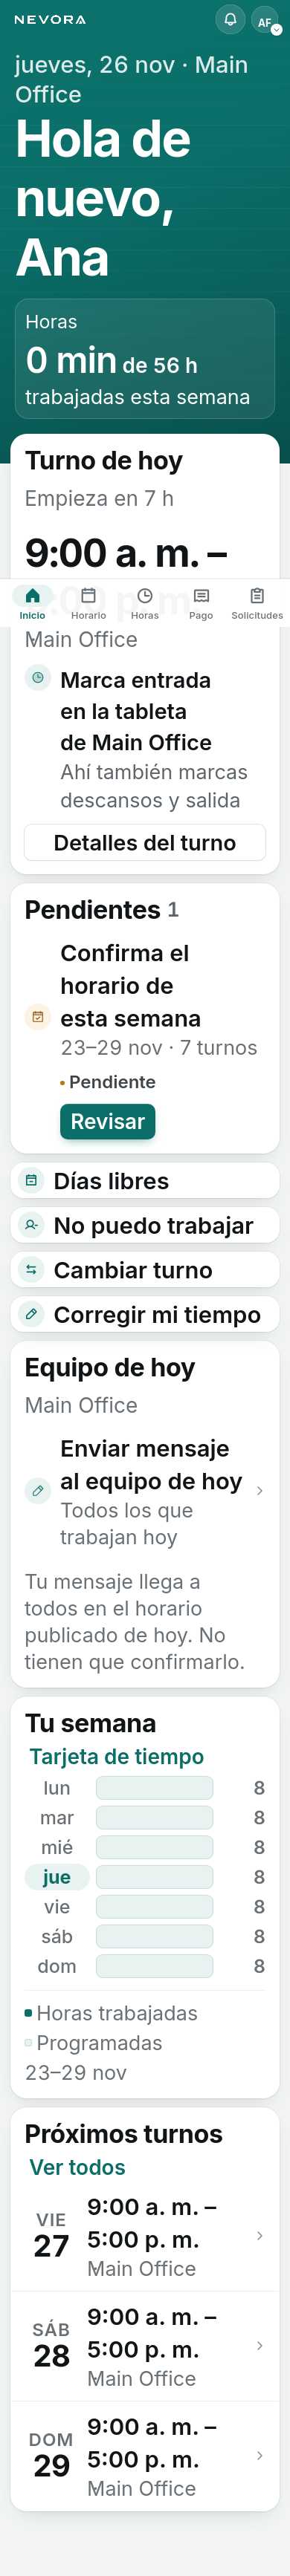 NEVORA
AF
jueves, 26 nov · Main
Office
Hola de
nuevo,
Ana
Horas
0 min de 56 h
trabajadas esta semana
Turno de hoy
Empieza en 7 h
9:00 a. m. –
Inicio
Horario
Horas
Pago
Solicitudes
Main Office
Marca entrada
en la tableta
de Main Office
Ahí también marcas
descansos y salida
Detalles del turno
Pendientes 1
Confirma el
horario de
esta semana
23–29 nov · 7 turnos
• Pendiente
Revisar
Días libres
No puedo trabajar
Cambiar turno
Corregir mi tiempo
Equipo de hoy
Main Office
Enviar mensaje
al equipo de hoy
Todos los que
trabajan hoy
Tu mensaje llega a
todos en el horario
publicado de hoy. No
tienen que confirmarlo.
Tu semana
Tarjeta de tiempo
lun 8
mar 8
mié 8
jue 8
vie 8
sáb 8
dom 8
Horas trabajadas
Programadas
23–29 nov
Próximos turnos
Ver todos
VIE
27
9:00 a. m. –
5:00 p. m.
Main Office
SÁB
28
9:00 a. m. –
5:00 p. m.
Main Office
DOM
29
9:00 a. m. –
5:00 p. m.
Main Office